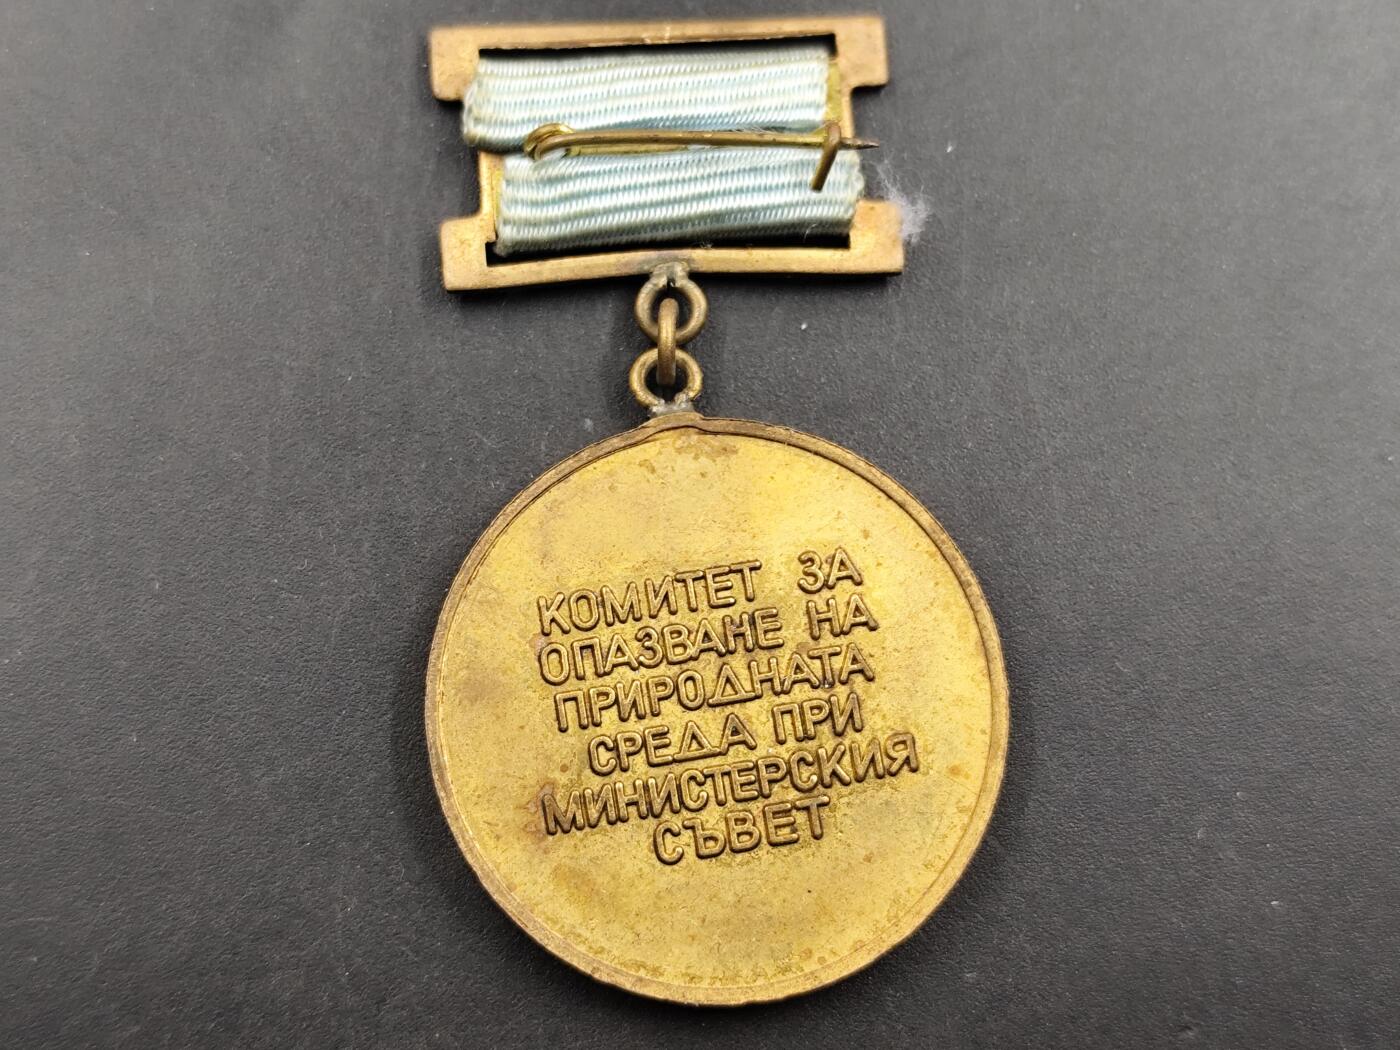 КОМИТЕТ ЗА
ОПАЗВАНЕ НА
ПРИРОДНАТА
СРЕДА ПРИ
МИНИСТЕРСКИЯ
СЪВЕТ